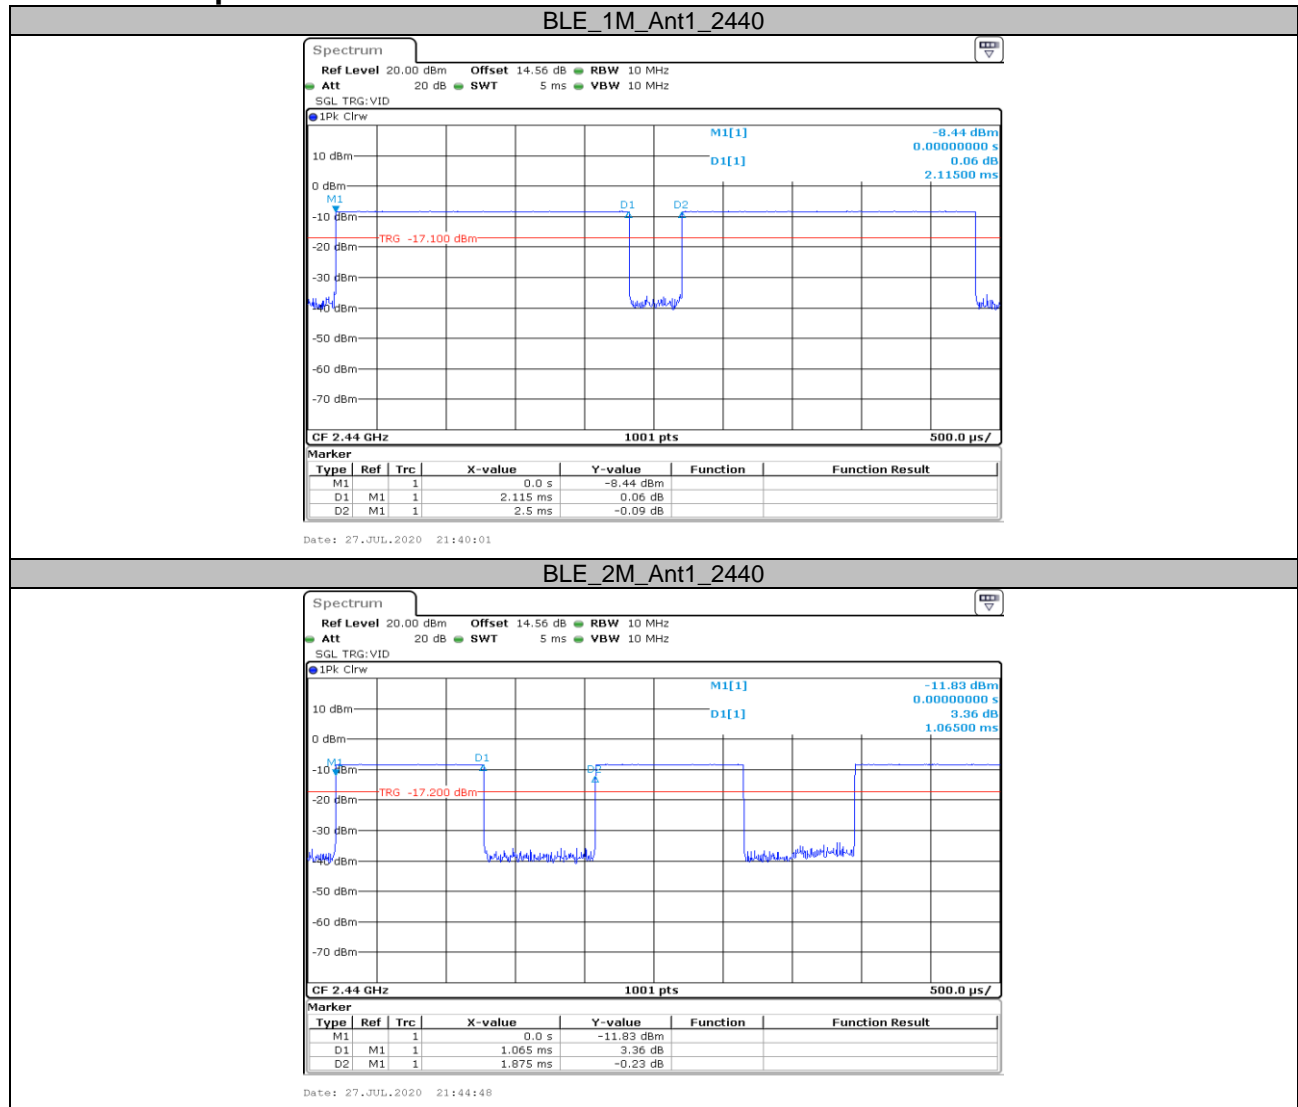 BLE_1M_Ant1_2440
Spectrum
Ref Level 20.00 dBm Offset 14.56 dB RBW 10 MHz
Att 20 dB SWT 5 ms VBW 10 MHz
SGL TRG:VID
1Pk Clrw
M1[1] -8.44 dBm
0.00000000 s
10 dBm
D1[1] 0.06 dB
2.11500 ms
0 dBm
M1 D1 D2
-10 dBm
TRG -17.100 dBm
-20 dBm
-30 dBm
-40 dBm
-50 dBm
-60 dBm
-70 dBm
CF 2.44 GHz 1001 pts 500.0 µs/
Marker
Type Ref Trc X-value Y-value Function Function Result
M1 1 0.0 s -8.44 dBm
D1 M1 1 2.115 ms 0.06 dB
D2 M1 1 2.5 ms -0.09 dB
Date: 27.JUL.2020 21:40:01
BLE_2M_Ant1_2440
Spectrum
Ref Level 20.00 dBm Offset 14.56 dB RBW 10 MHz
Att 20 dB SWT 5 ms VBW 10 MHz
SGL TRG:VID
1Pk Clrw
M1[1] -11.83 dBm
0.00000000 s
10 dBm
D1[1] 3.36 dB
1.06500 ms
0 dBm
M1 D1 D2
-10 dBm
TRG -17.200 dBm
-20 dBm
-30 dBm
-40 dBm
-50 dBm
-60 dBm
-70 dBm
CF 2.44 GHz 1001 pts 500.0 µs/
Marker
Type Ref Trc X-value Y-value Function Function Result
M1 1 0.0 s -11.83 dBm
D1 M1 1 1.065 ms 3.36 dB
D2 M1 1 1.875 ms -0.23 dB
Date: 27.JUL.2020 21:44:48